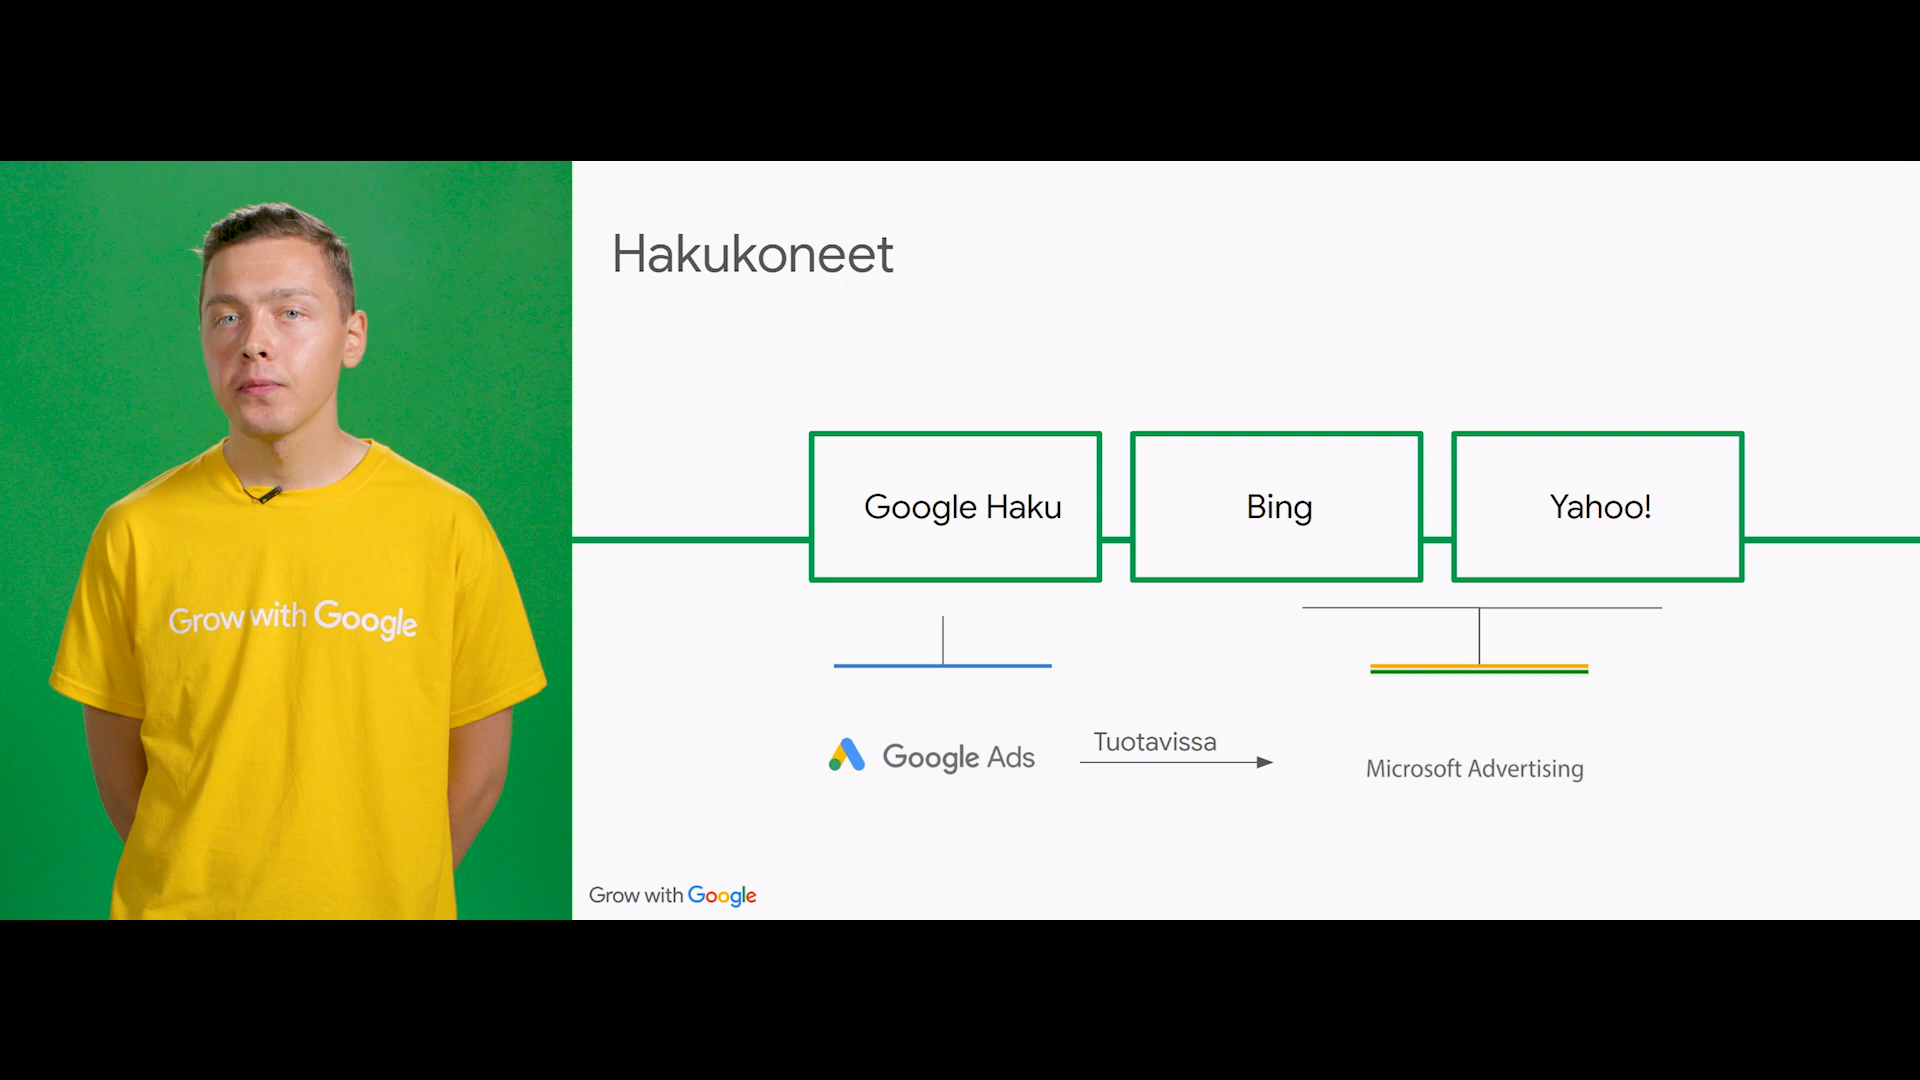 Grow with Google
Hakukoneet
Google Haku
Bing
Yahoo!
Google Ads
Tuotavissa
Microsoft Advertising
Grow with Google